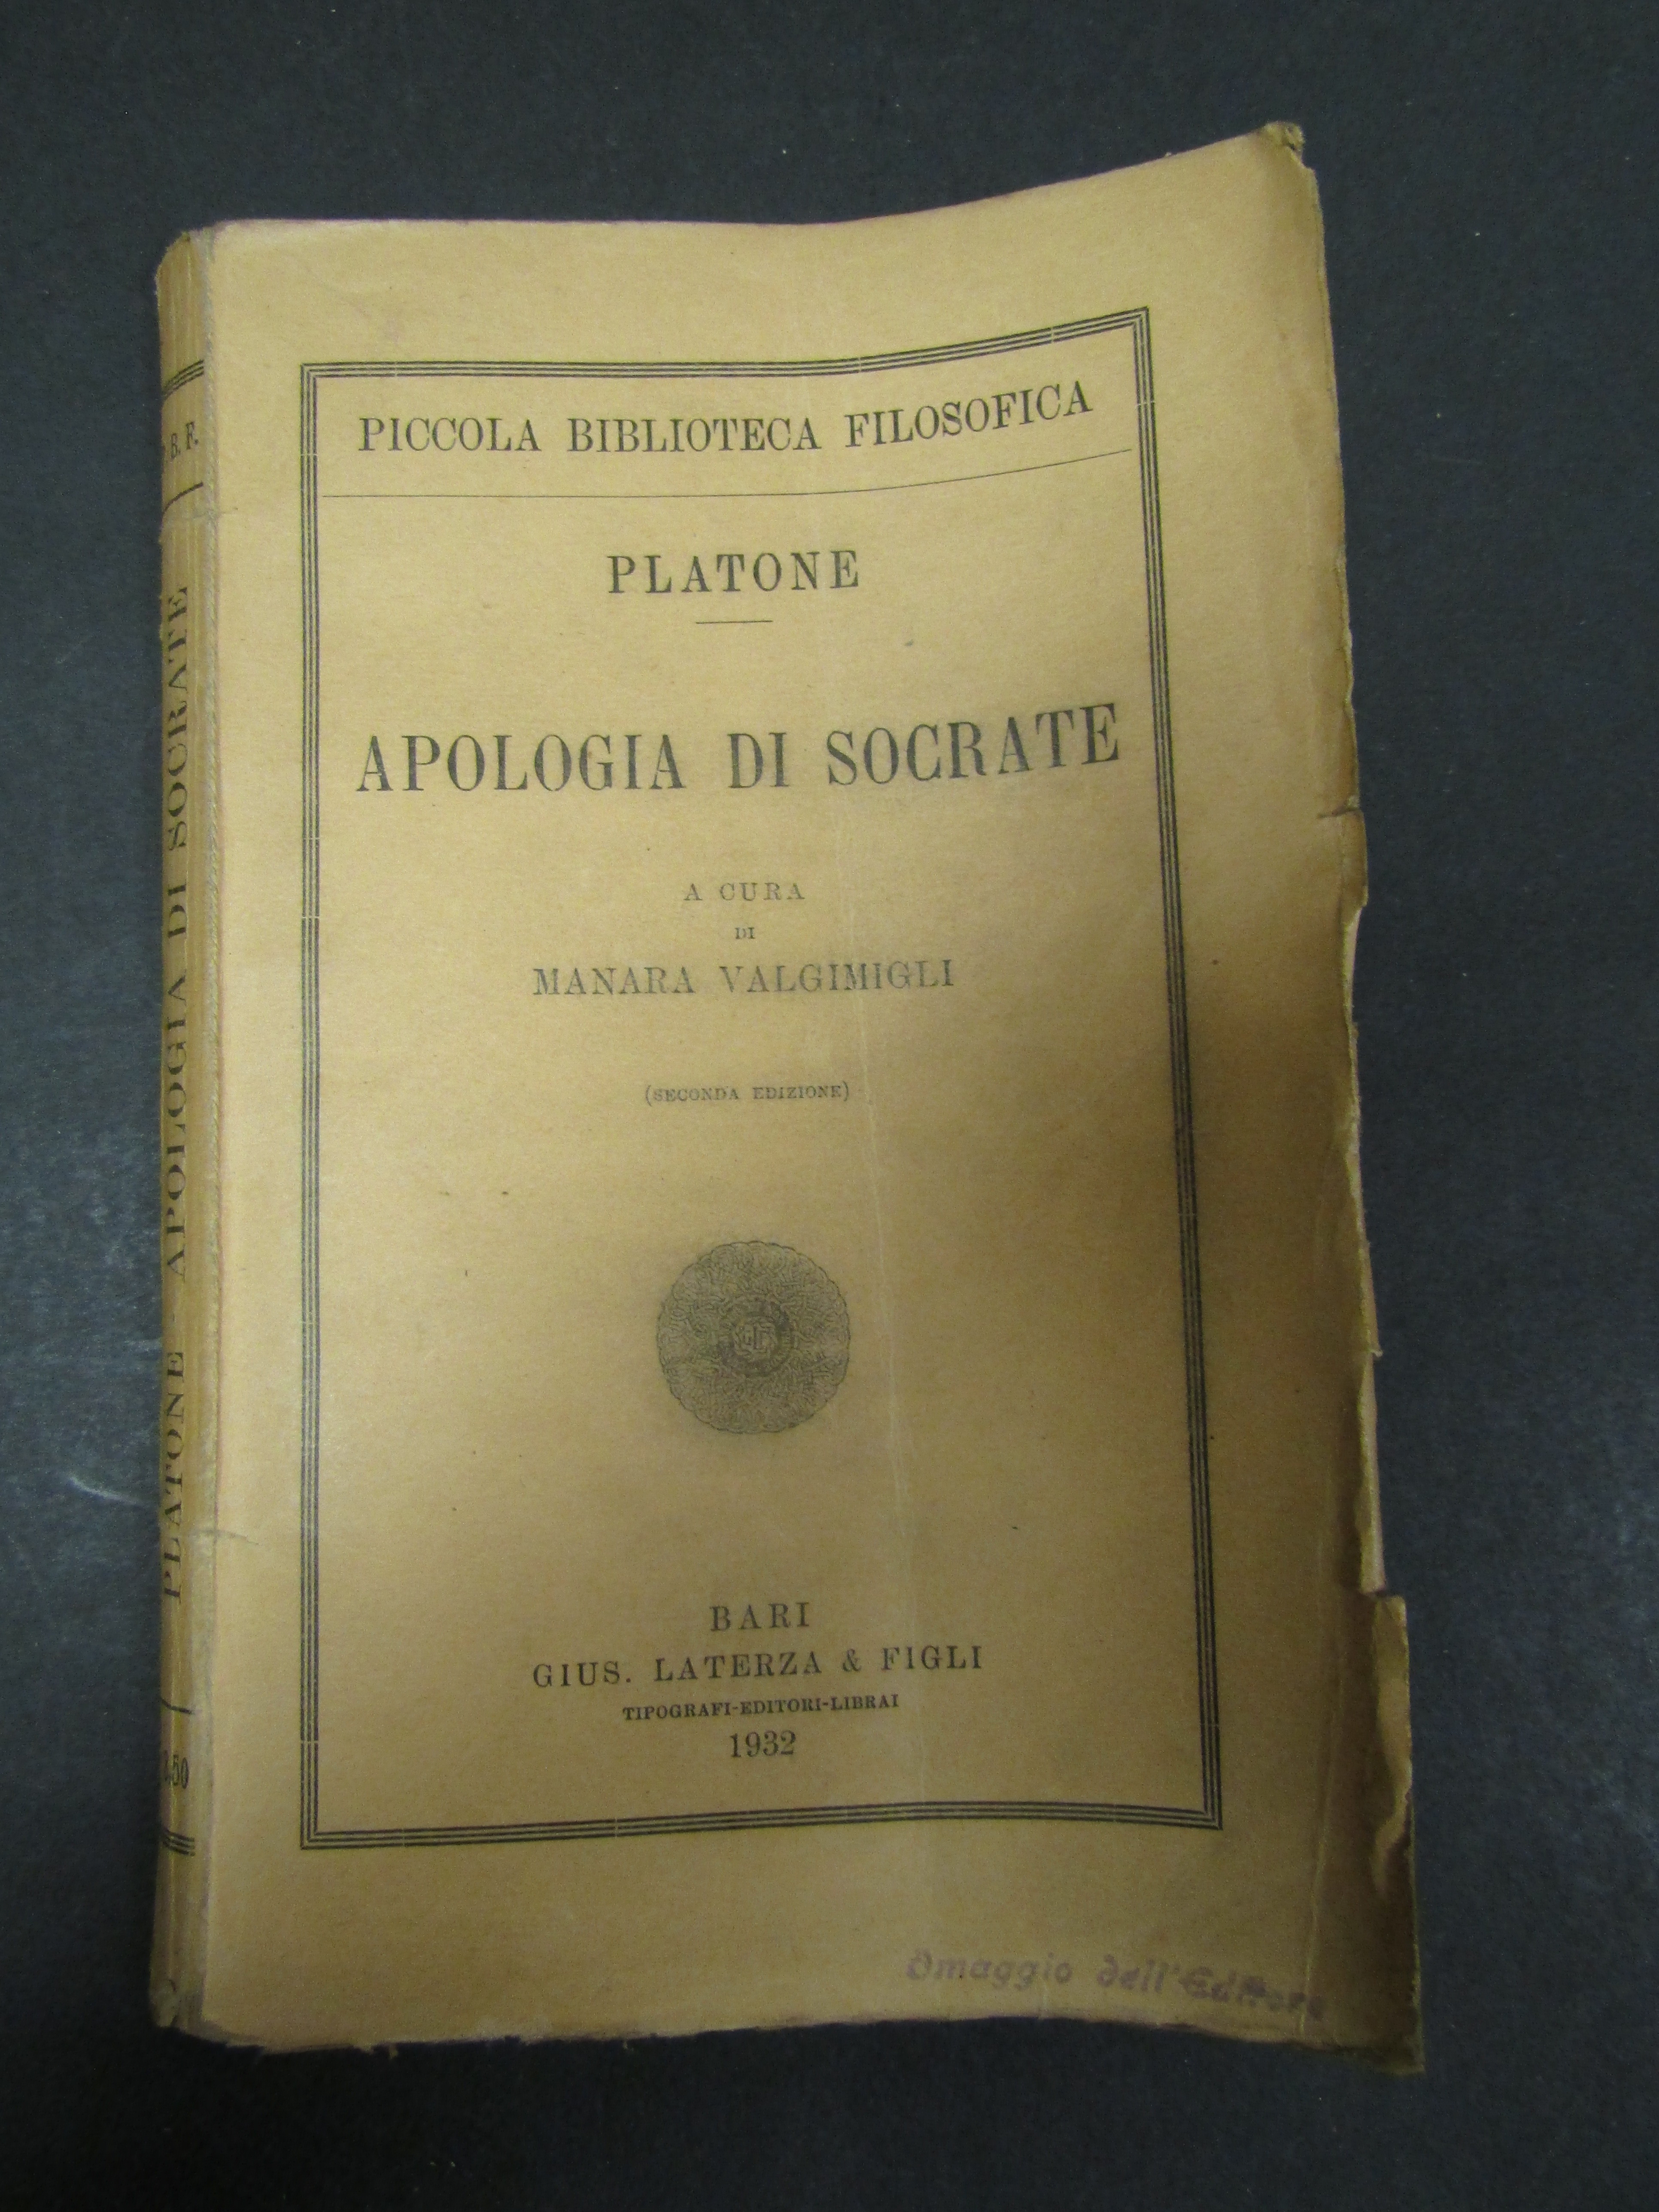 PICCOLA BIBLIOTECA FILOSOFICA
PLATONE
APOLOGIA DI SOCRATE
A CURA
DI
MANARA VALGIMIGLI
(SECONDA EDIZIONE)
BARI
GIUS. LATERZA & FIGLI
TIPOGRAFI-EDITORI-LIBRAI
1932
Omaggio dell'Editore
B. F.
PLATONE - APOLOGIA DI SOCRATE